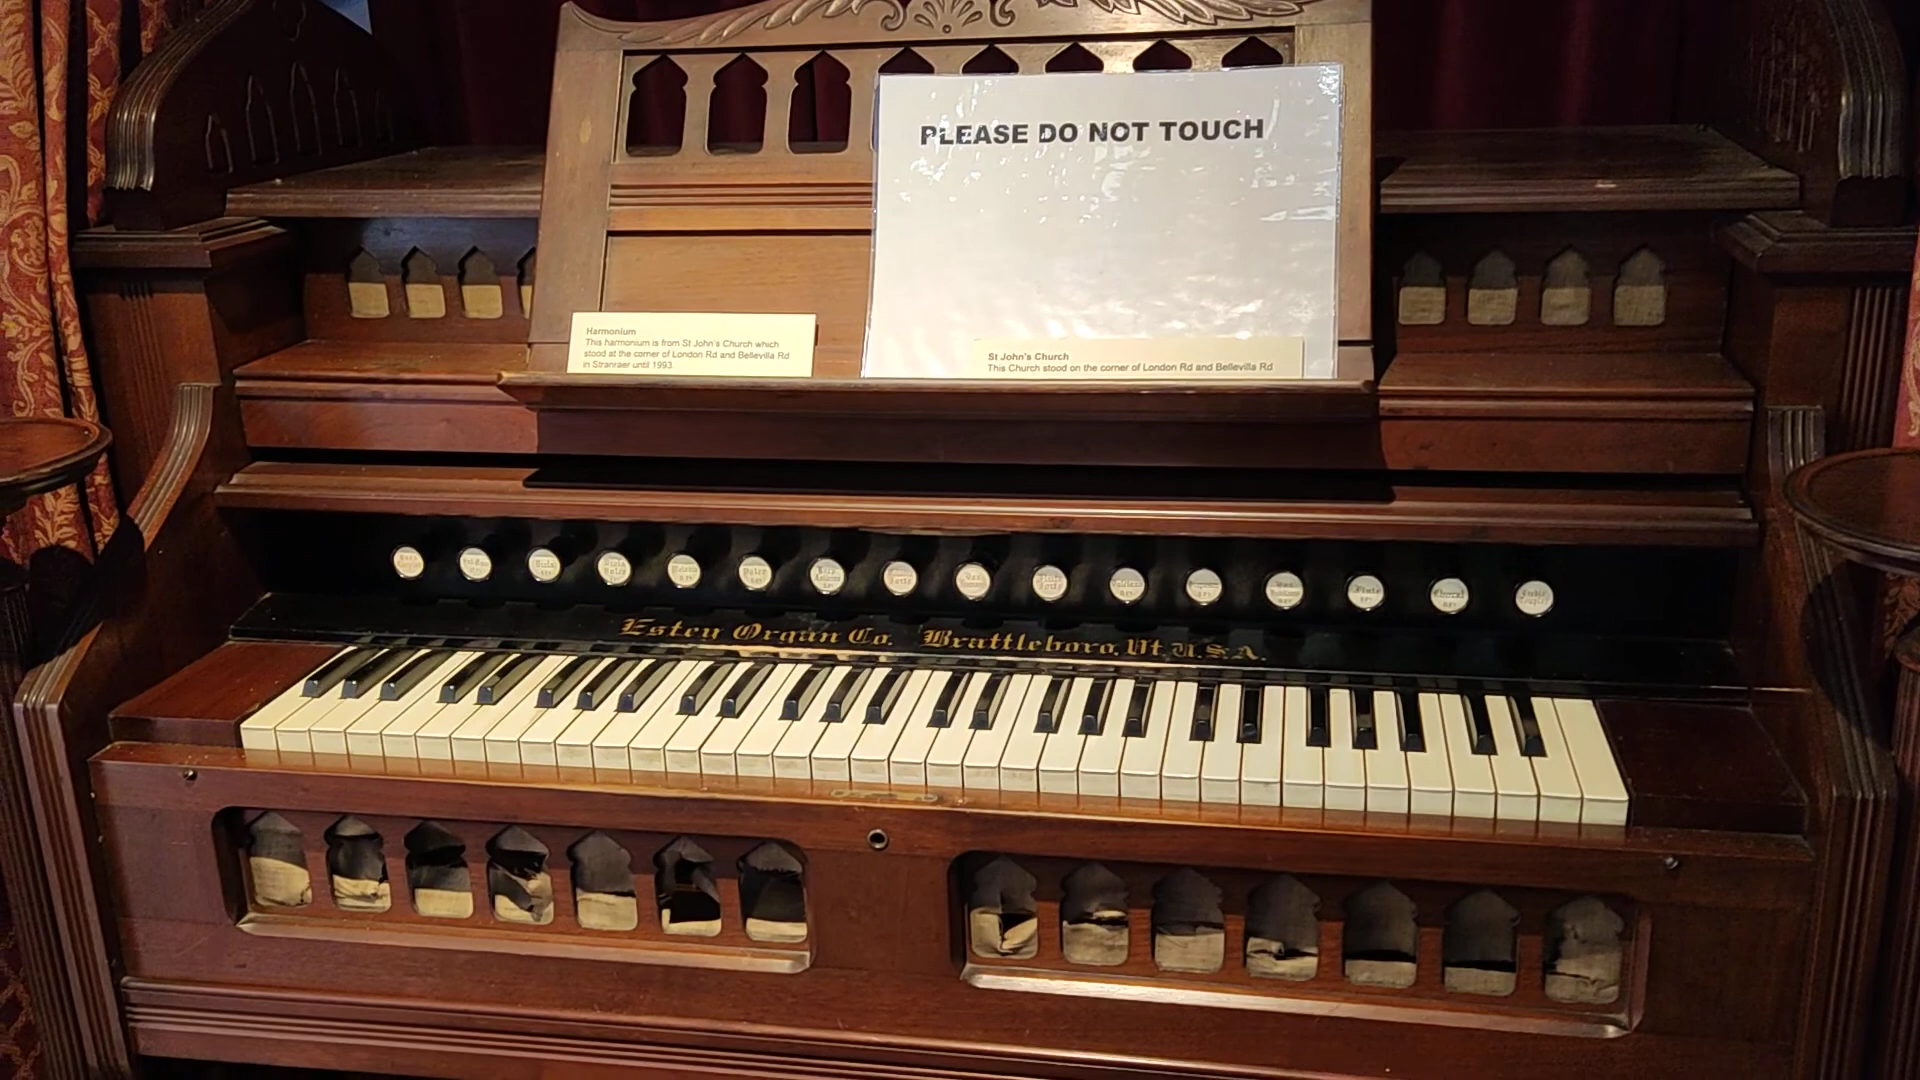 PLEASE DO NOT TOUCH
Harmonium
This harmonium is from St John's Church which
stood at the corner of London Rd and Bellevilla Rd
in Stranraer until 1993.
St John's Church
This Church stood on the corner of London Rd and Bellevilla Rd
Viola
Dolce
Flute
Choral
Estey Organ Co. Brattleboro, Vt. U.S.A.